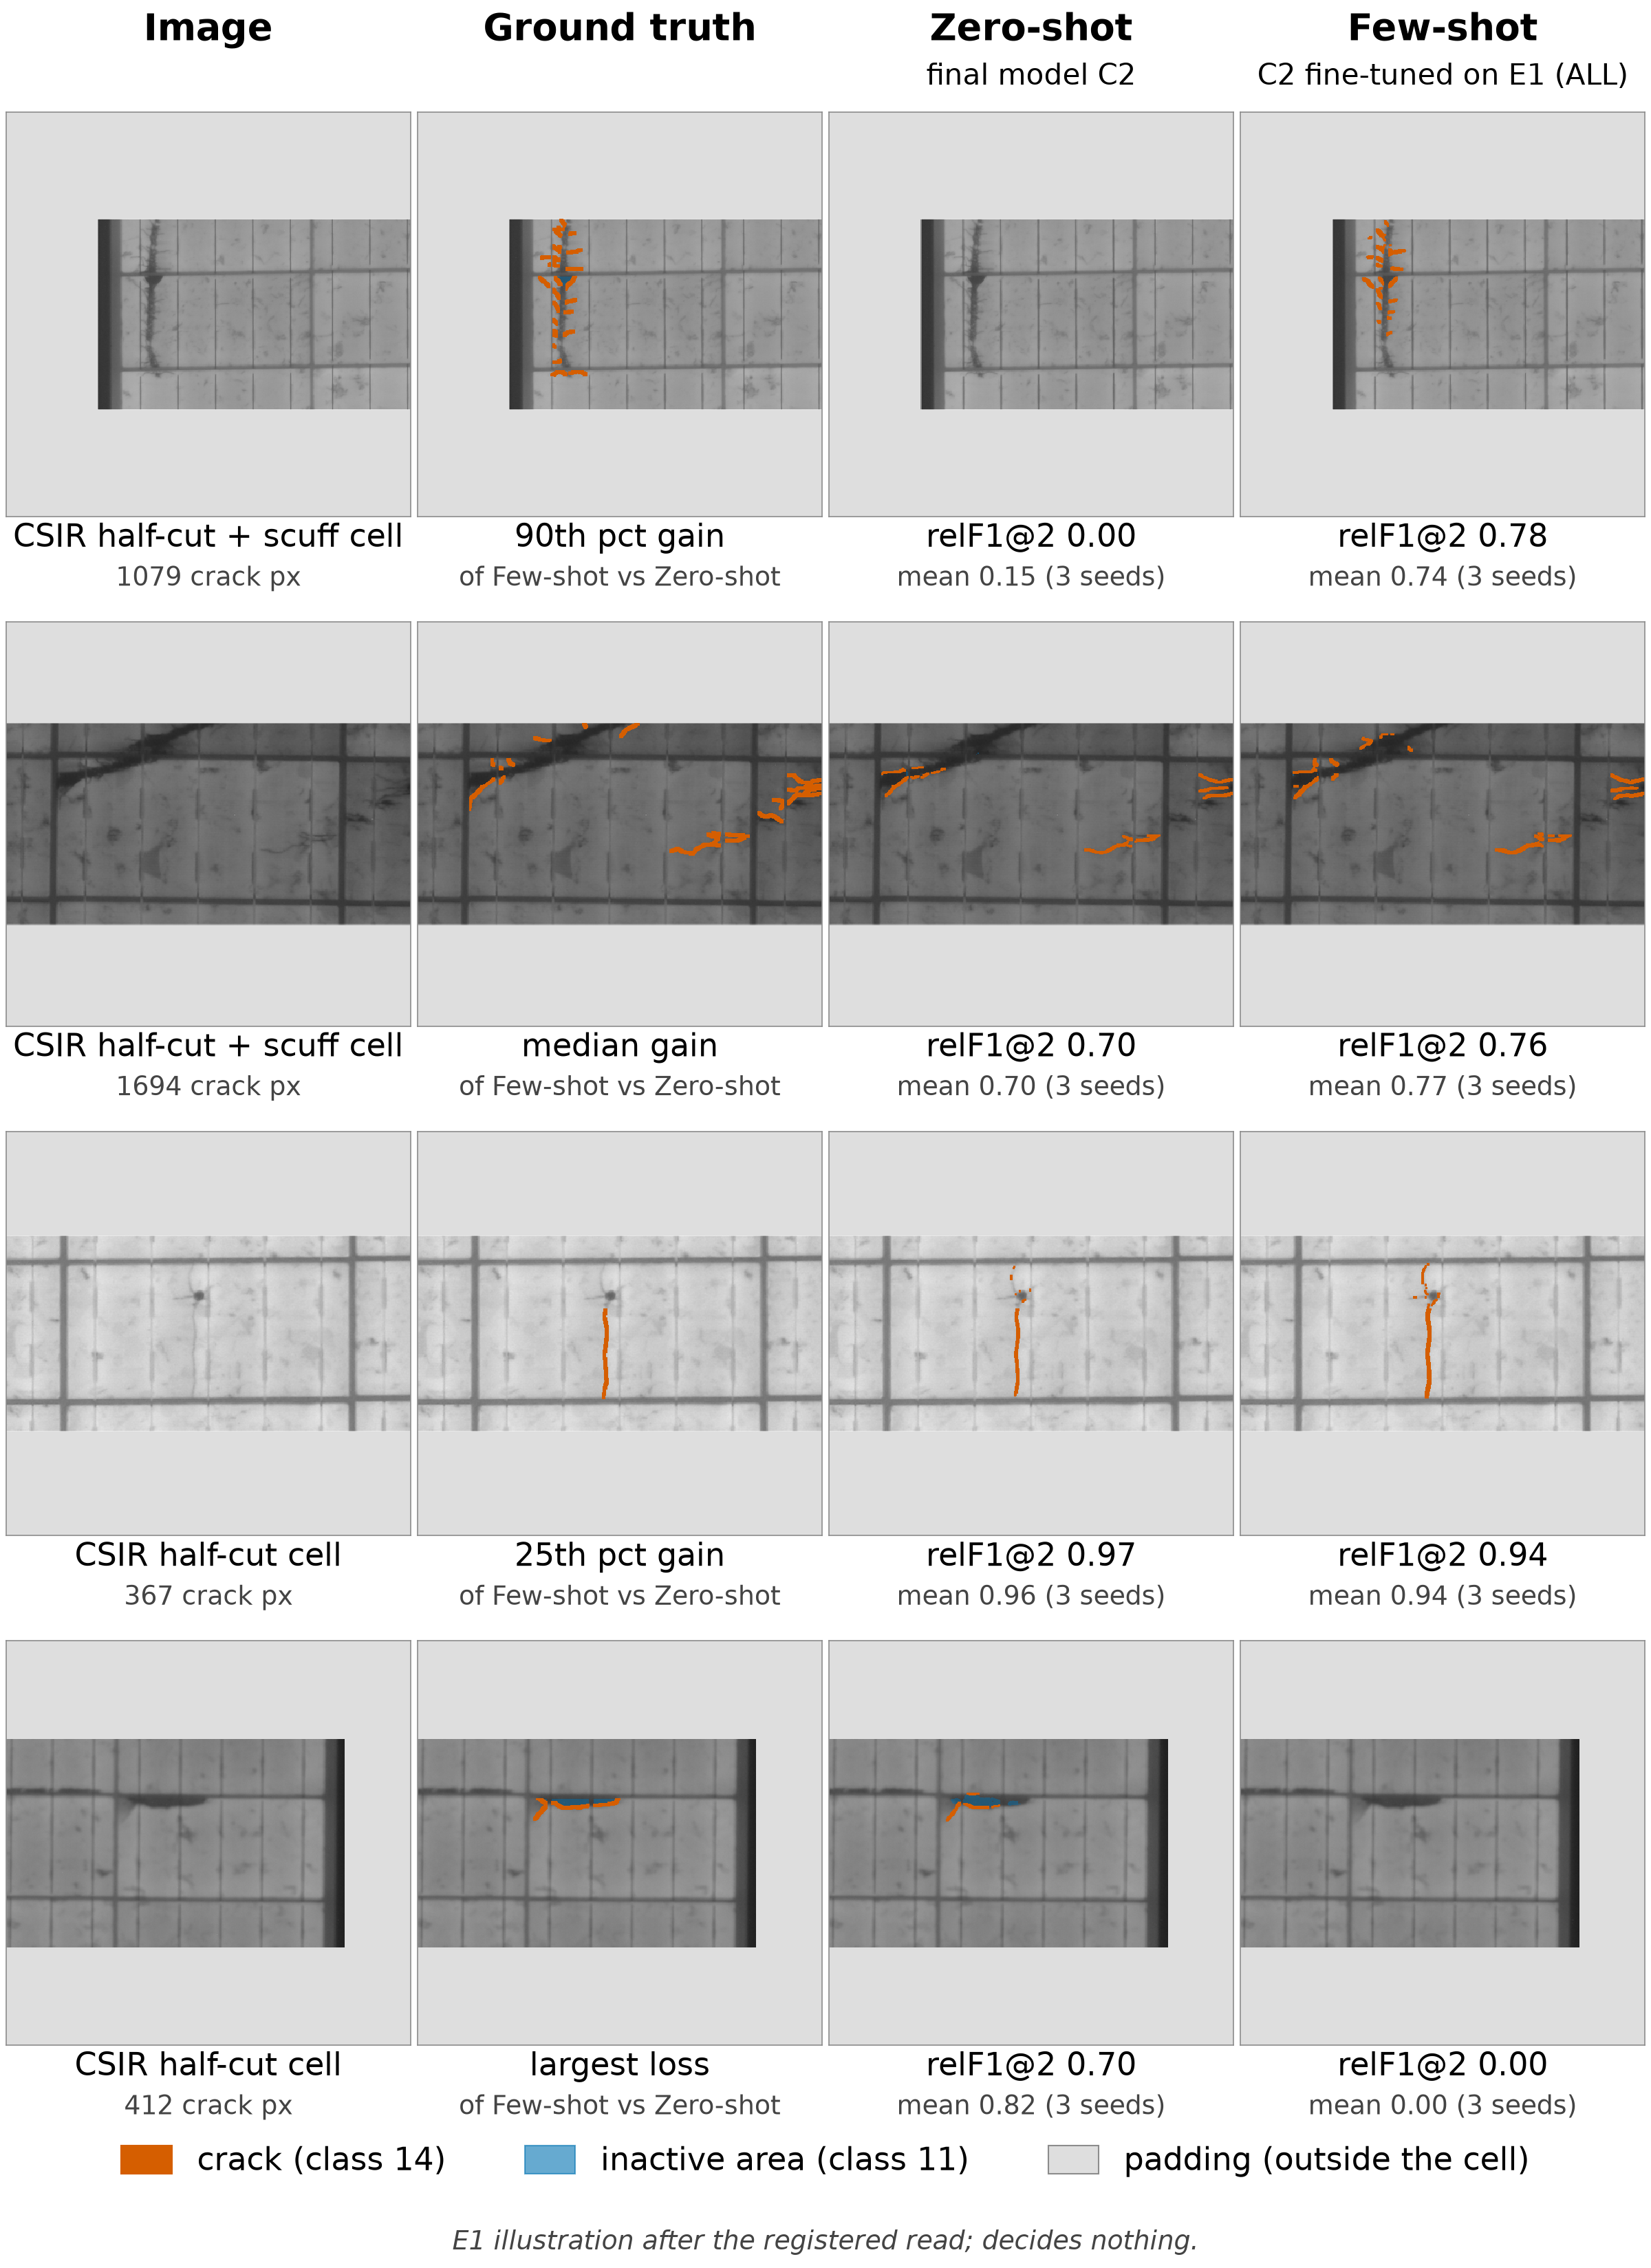 Image Ground truth Zero-shot Few-shot
final model C2 C2 fine-tuned on E1 (ALL)
CSIR half-cut + scuff cell 90th pct gain relF1@2 0.00 relF1@2 0.78
1079 crack px of Few-shot vs Zero-shot mean 0.15 (3 seeds) mean 0.74 (3 seeds)
CSIR half-cut + scuff cell median gain relF1@2 0.70 relF1@2 0.76
1694 crack px of Few-shot vs Zero-shot mean 0.70 (3 seeds) mean 0.77 (3 seeds)
CSIR half-cut cell 25th pct gain relF1@2 0.97 relF1@2 0.94
367 crack px of Few-shot vs Zero-shot mean 0.96 (3 seeds) mean 0.94 (3 seeds)
CSIR half-cut cell largest loss relF1@2 0.70 relF1@2 0.00
412 crack px of Few-shot vs Zero-shot mean 0.82 (3 seeds) mean 0.00 (3 seeds)
crack (class 14) inactive area (class 11) padding (outside the cell)
E1 illustration after the registered read; decides nothing.